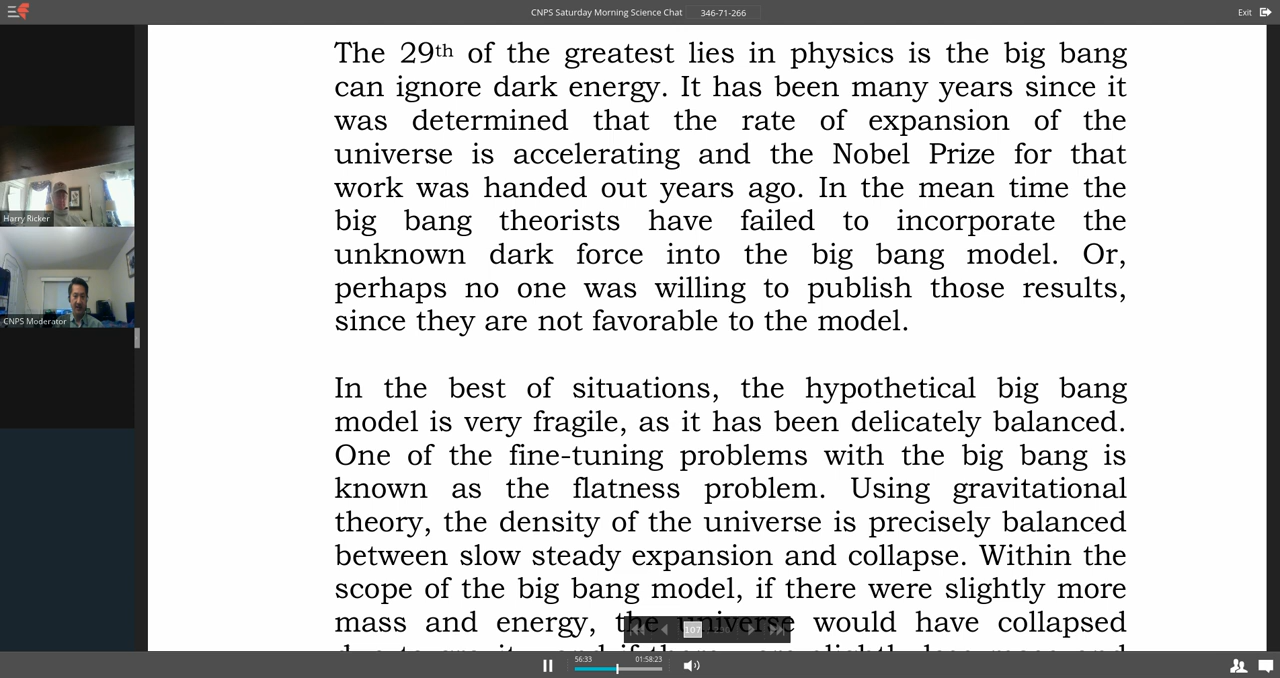 CNPS Saturday Morning Science Chat 346-71-266 Exit
The 29th of the greatest lies in physics is the big bang
can ignore dark energy. It has been many years since it
was determined that the rate of expansion of the
universe is accelerating and the Nobel Prize for that
work was handed out years ago. In the mean time the
big bang theorists have failed to incorporate the
unknown dark force into the big bang model. Or,
perhaps no one was willing to publish those results,
since they are not favorable to the model.
In the best of situations, the hypothetical big bang
model is very fragile, as it has been delicately balanced.
One of the fine-tuning problems with the big bang is
known as the flatness problem. Using gravitational
theory, the density of the universe is precisely balanced
between slow steady expansion and collapse. Within the
scope of the big bang model, if there were slightly more
mass and energy, the universe would have collapsed
Harry Ricker
CNPS Moderator
107
56:33 01:58:23